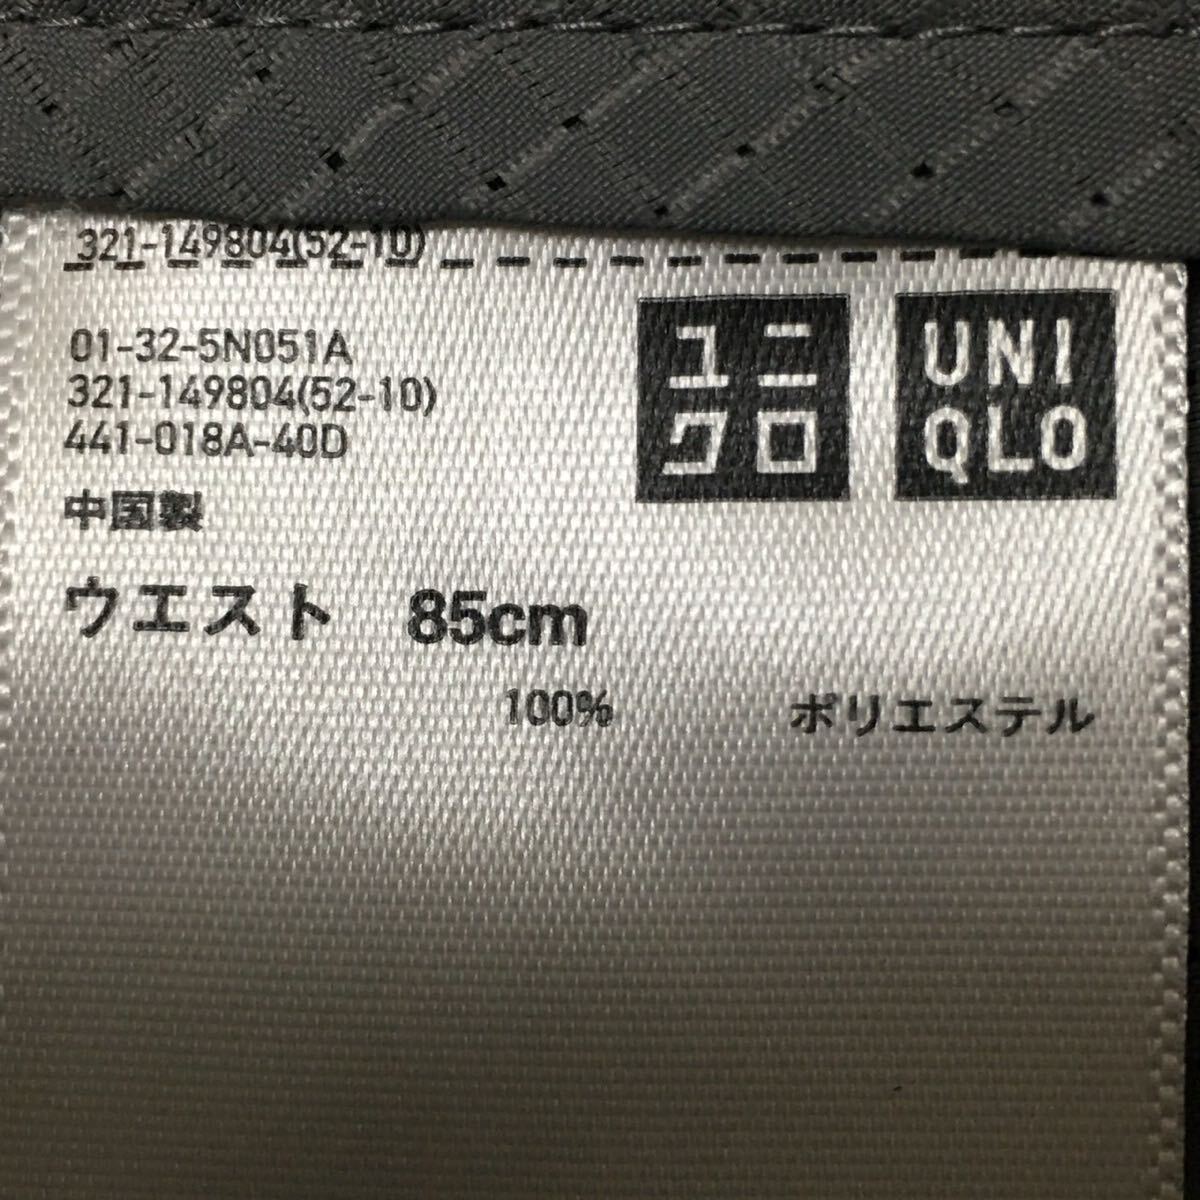 321-149804(52-10)
01-32-5N051A
321-149804(52-10)
441-018A-40D
中国製
ユニ
クロ
UNI
QLO
ウエスト 85cm
100% ポリエステル